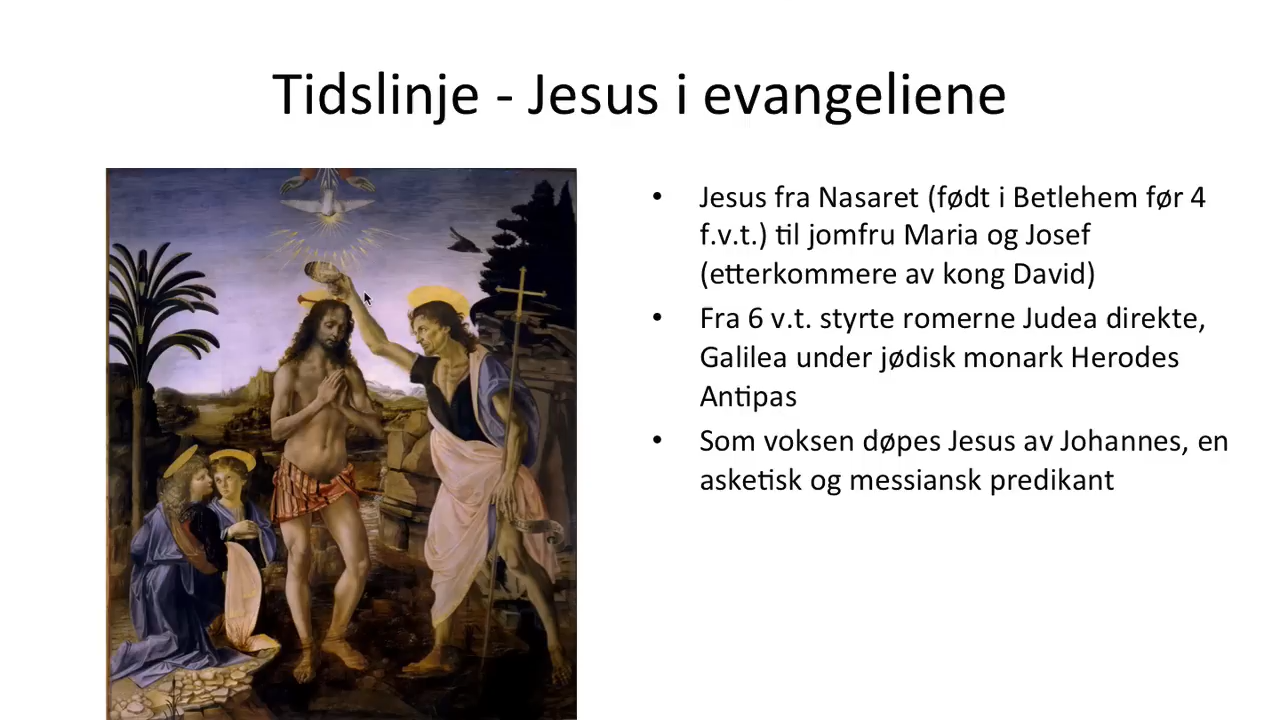 Tidslinje - Jesus i evangeliene
• Jesus fra Nasaret (født i Betlehem før 4
f.v.t.) til jomfru Maria og Josef
(etterkommere av kong David)
• Fra 6 v.t. styrte romerne Judea direkte,
Galilea under jødisk monark Herodes
Antipas
• Som voksen døpes Jesus av Johannes, en
asketisk og messiansk predikant